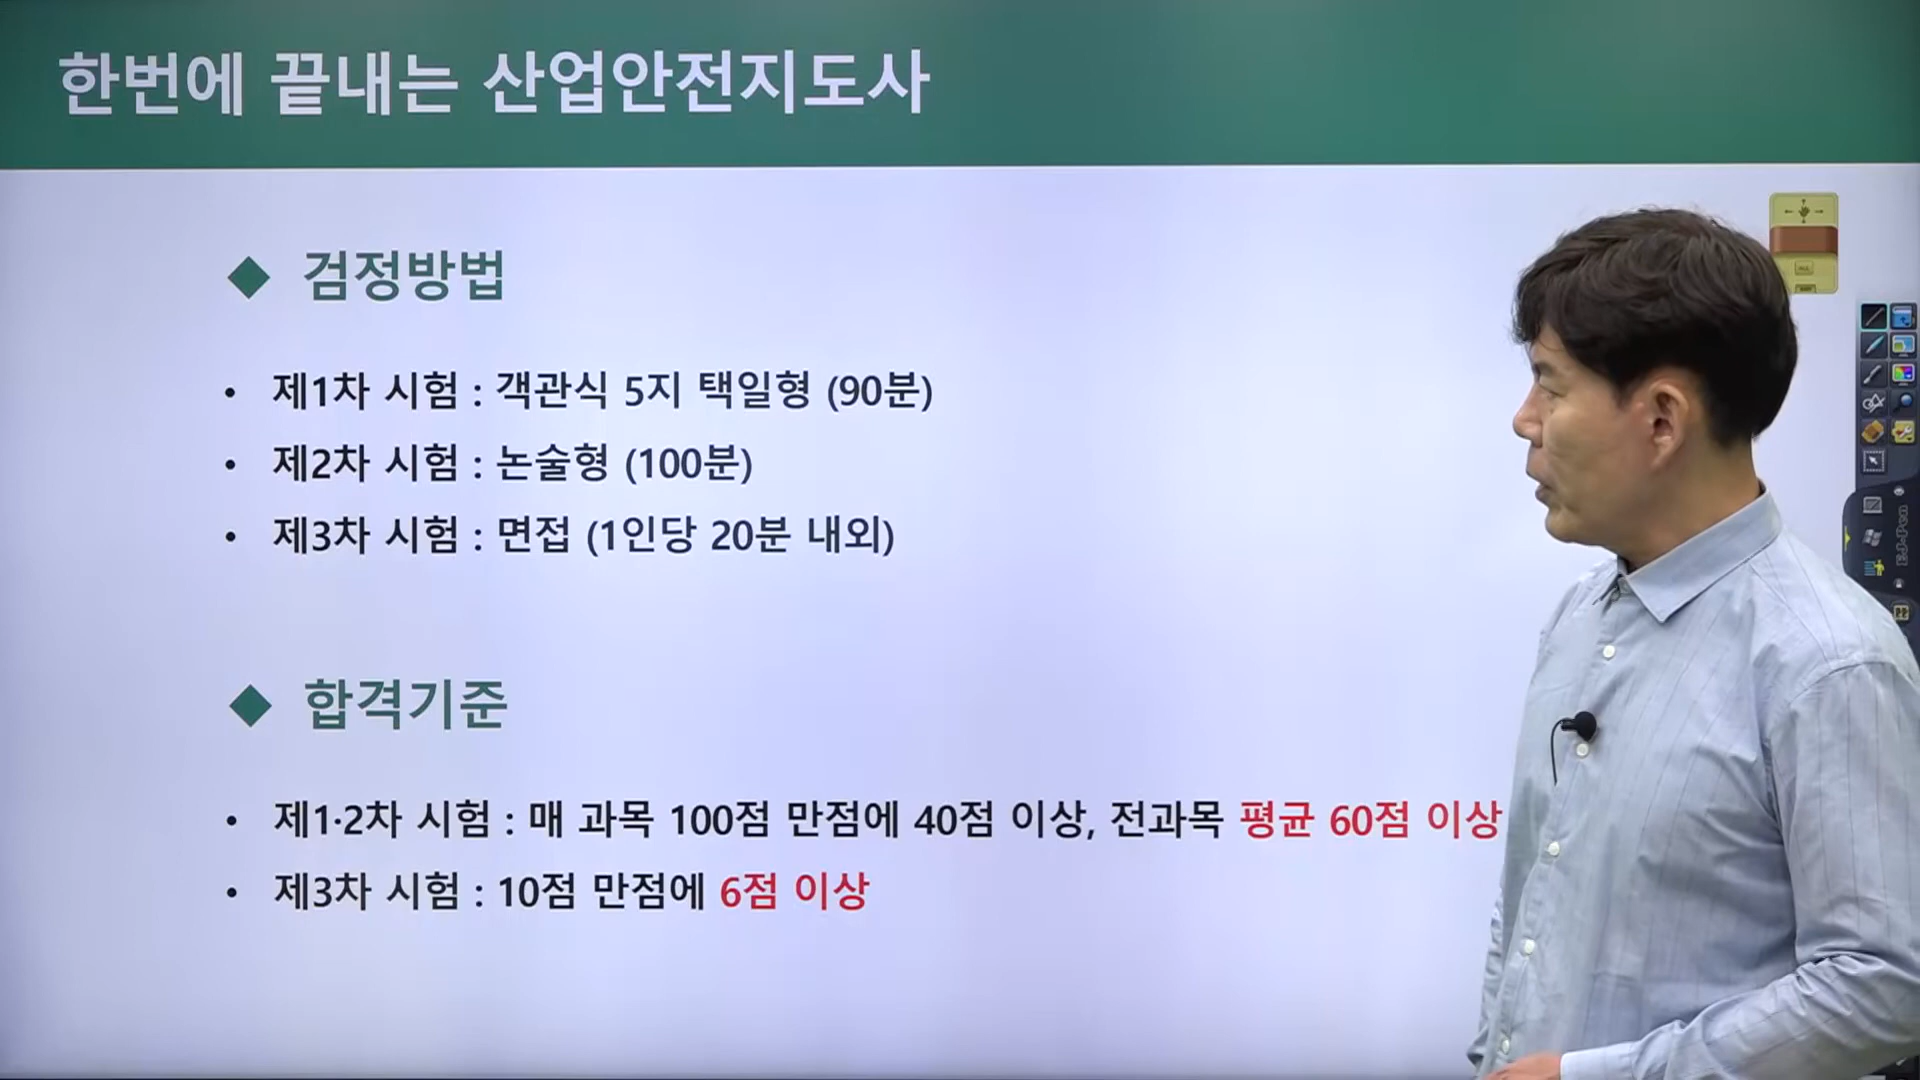 한번에 끝내는 산업안전지도사
◆ 검정방법
• 제1차 시험 : 객관식 5지 택일형 (90분)
• 제2차 시험 : 논술형 (100분)
• 제3차 시험 : 면접 (1인당 20분 내외)
◆ 합격기준
• 제1·2차 시험 : 매 과목 100점 만점에 40점 이상, 전과목 평균 60점 이상
• 제3차 시험 : 10점 만점에 6점 이상